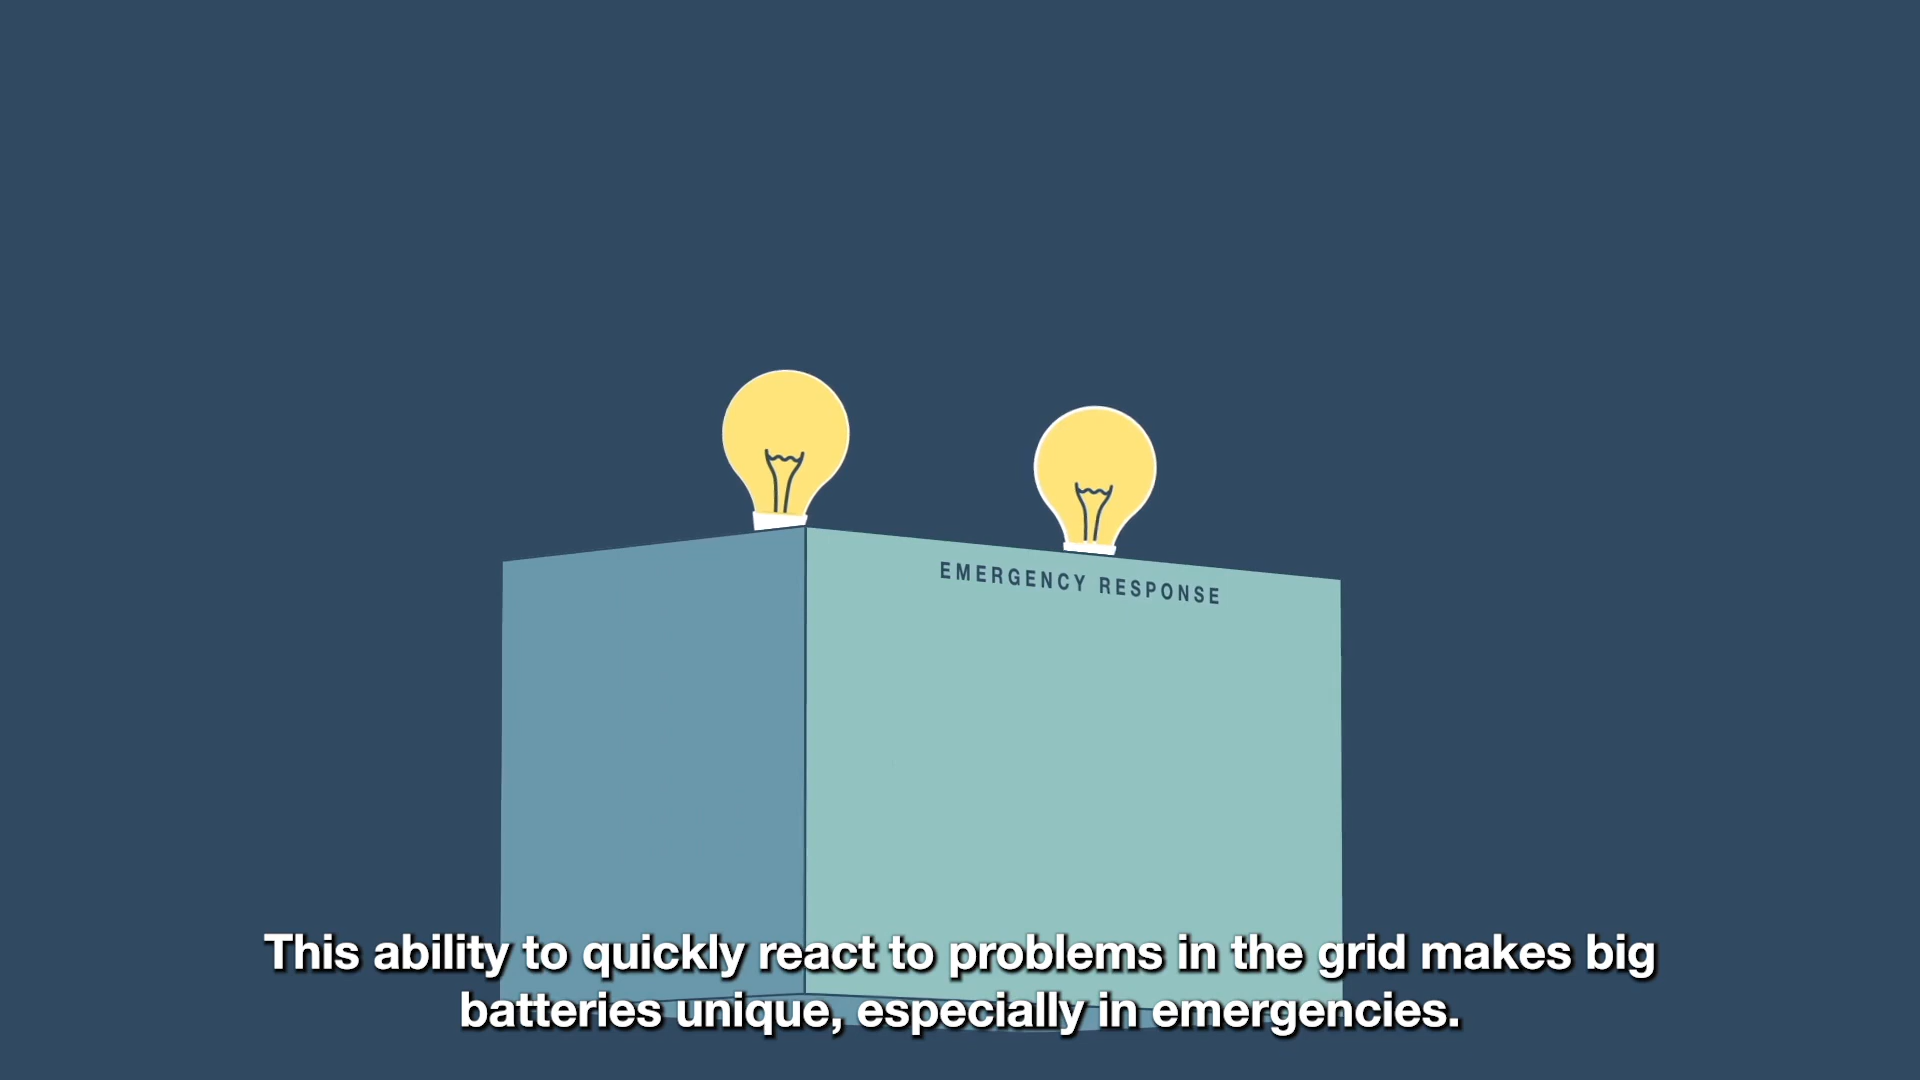 EMERGENCY RESPONSE
This ability to quickly react to problems in the grid makes big
batteries unique, especially in emergencies.